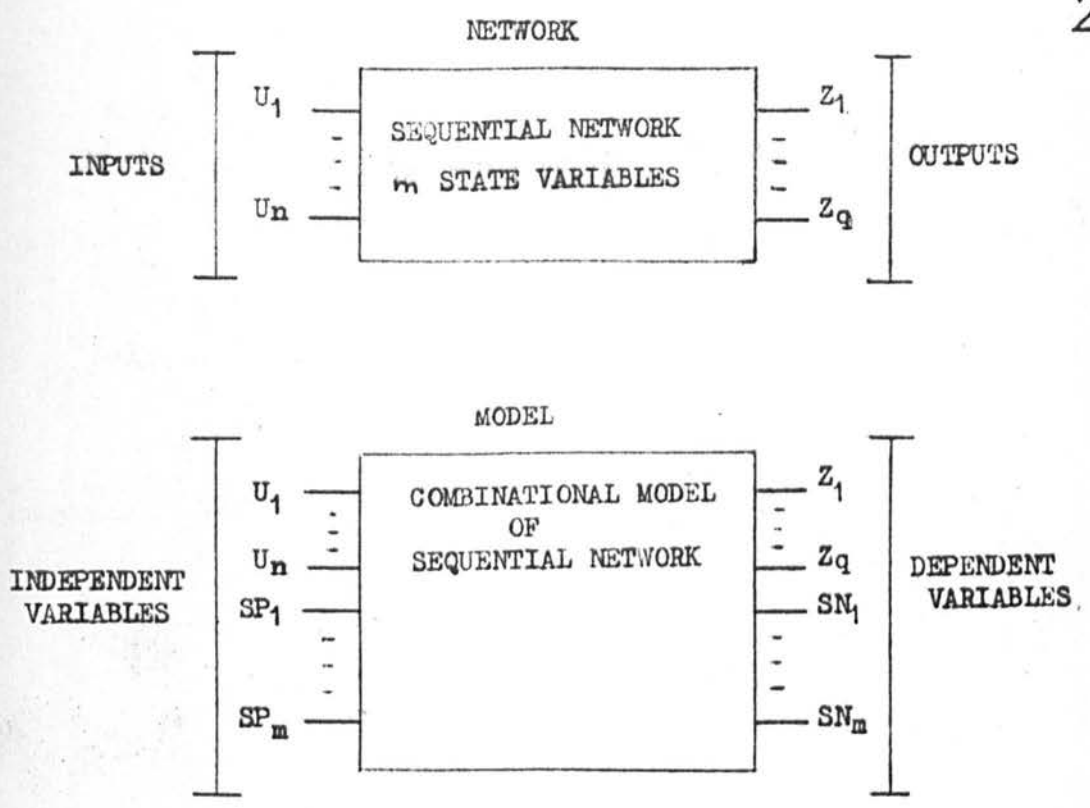 2
NETWORK
INPUTS
U1
Un
SEQUENTIAL NETWORK
m STATE VARIABLES
Z1
Zq
OUTPUTS
MODEL
INDEPENDENT
VARIABLES
U1
Un
SP1
SPm
COMBINATIONAL MODEL
OF
SEQUENTIAL NETWORK
Z1
Zq
SN1
SNm
DEPENDENT
VARIABLES